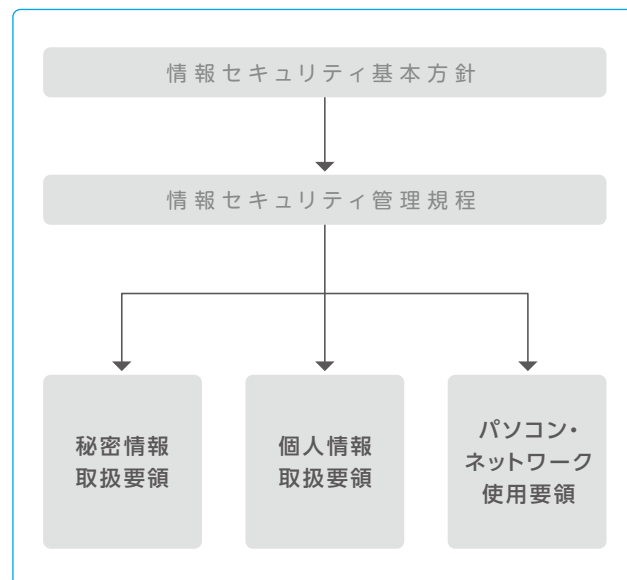 情報セキュリティ基本方針
情報セキュリティ管理規程
秘密情報
取扱要領
個人情報
取扱要領
パソコン・
ネットワーク
使用要領